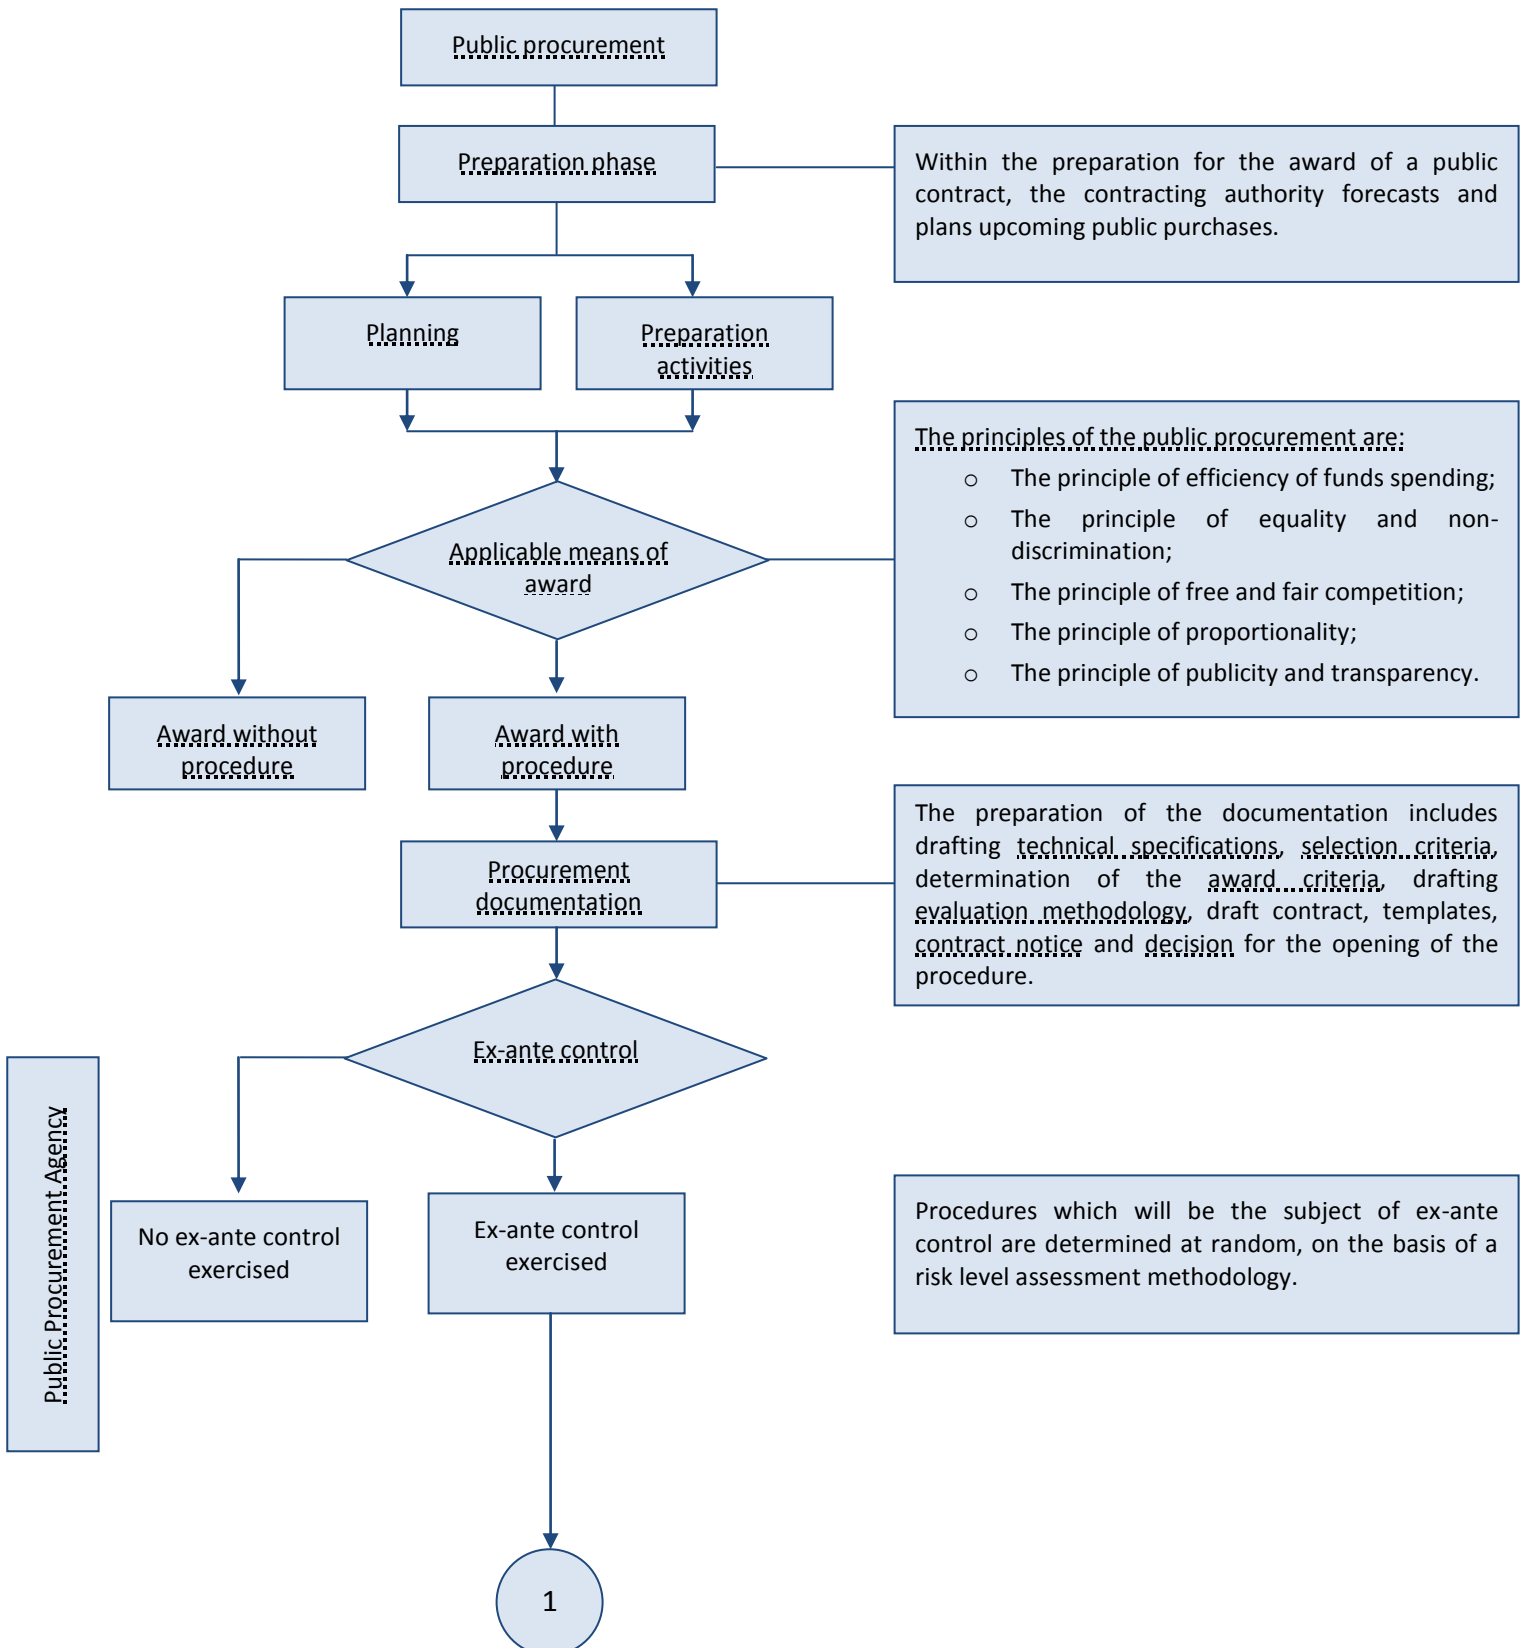 Public procurement
Preparation phase
Within the preparation for the award of a public
contract, the contracting authority forecasts and
plans upcoming public purchases.
Planning
Preparation
activities
The principles of the public procurement are:
o The principle of efficiency of funds spending;
o The principle of equality and non-
discrimination;
o The principle of free and fair competition;
o The principle of proportionality;
o The principle of publicity and transparency.
Applicable means of
award
Award without
procedure
Award with
procedure
The preparation of the documentation includes
drafting technical specifications, selection criteria,
determination of the award criteria, drafting
evaluation methodology, draft contract, templates,
contract notice and decision for the opening of the
procedure.
Procurement
documentation
Ex-ante control
Public Procurement Agency
No ex-ante control
exercised
Ex-ante control
exercised
Procedures which will be the subject of ex-ante
control are determined at random, on the basis of a
risk level assessment methodology.
1